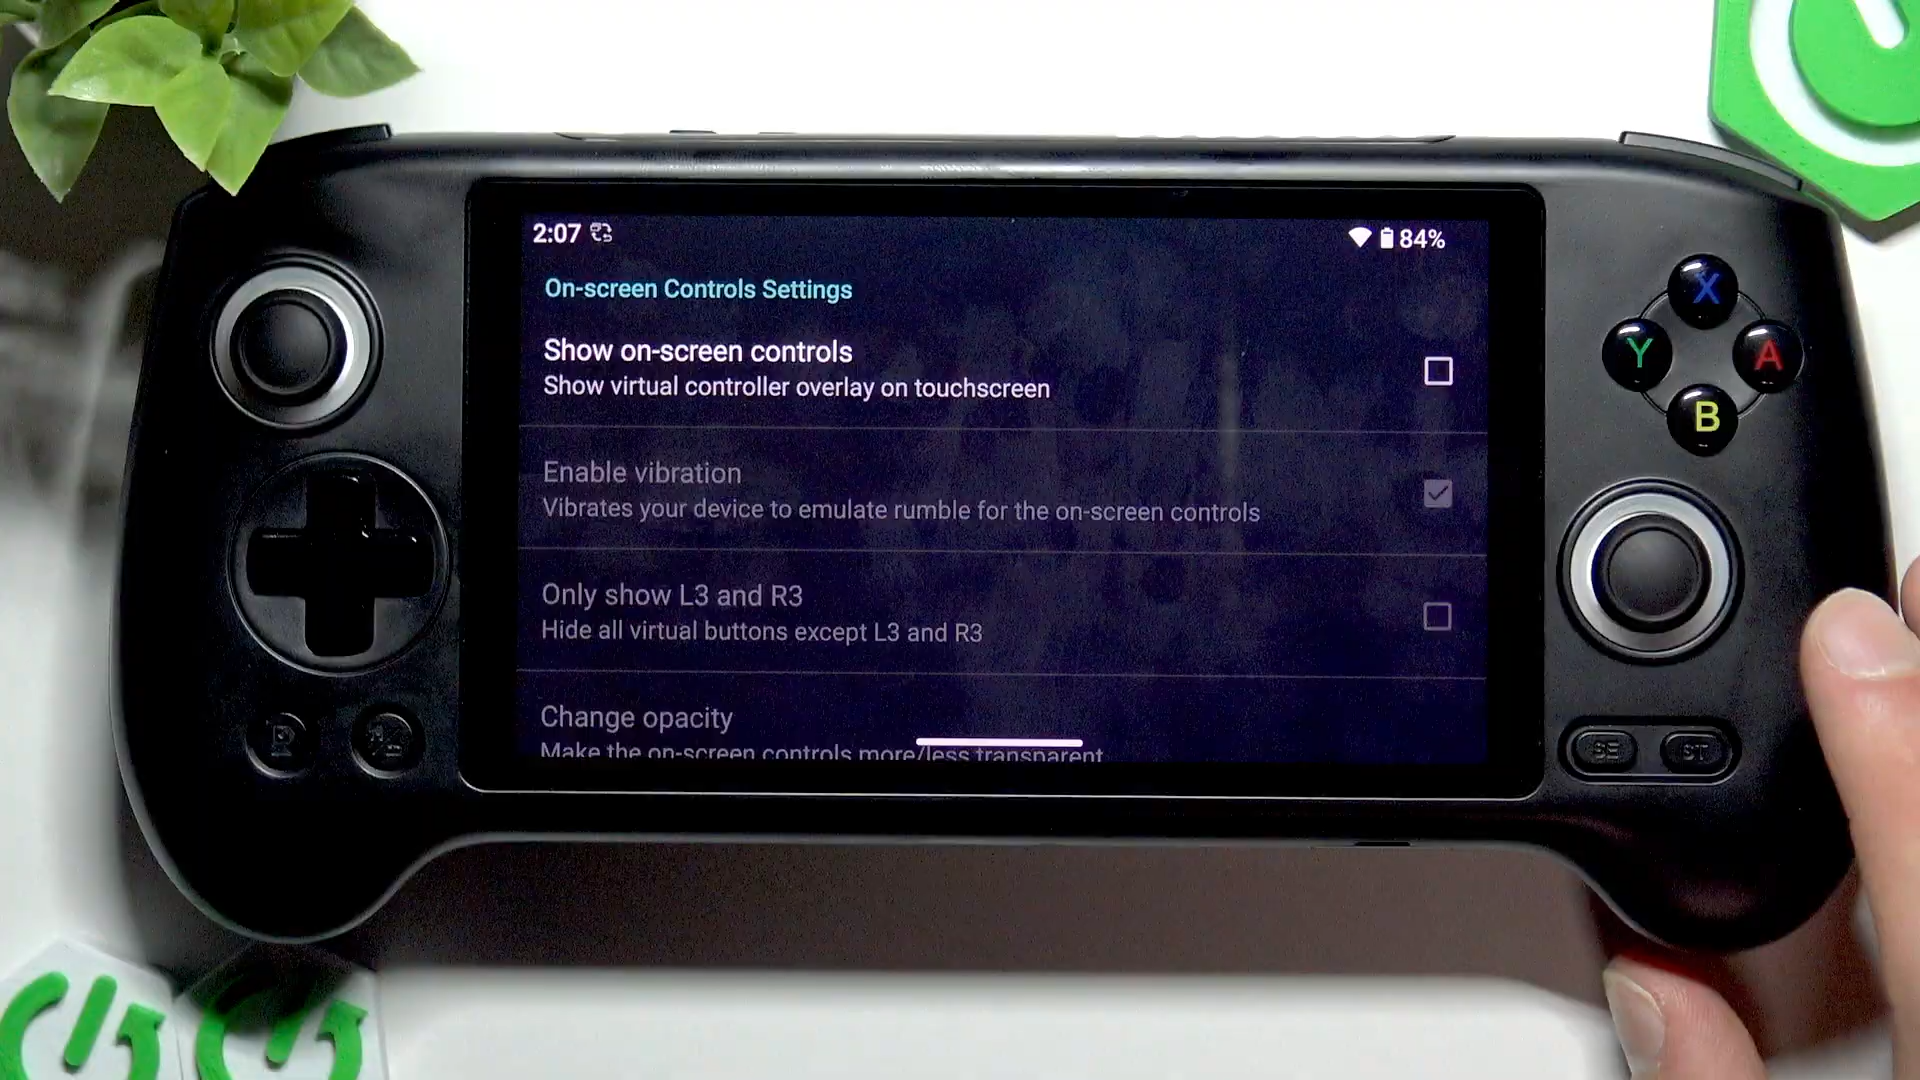 2:07
84%
On-screen Controls Settings
Show on-screen controls
Show virtual controller overlay on touchscreen
Enable vibration
Vibrates your device to emulate rumble for the on-screen controls
Only show L3 and R3
Hide all virtual buttons except L3 and R3
Change opacity
Make the on-screen controls more/less transparent
X
Y
A
B
SE
ST